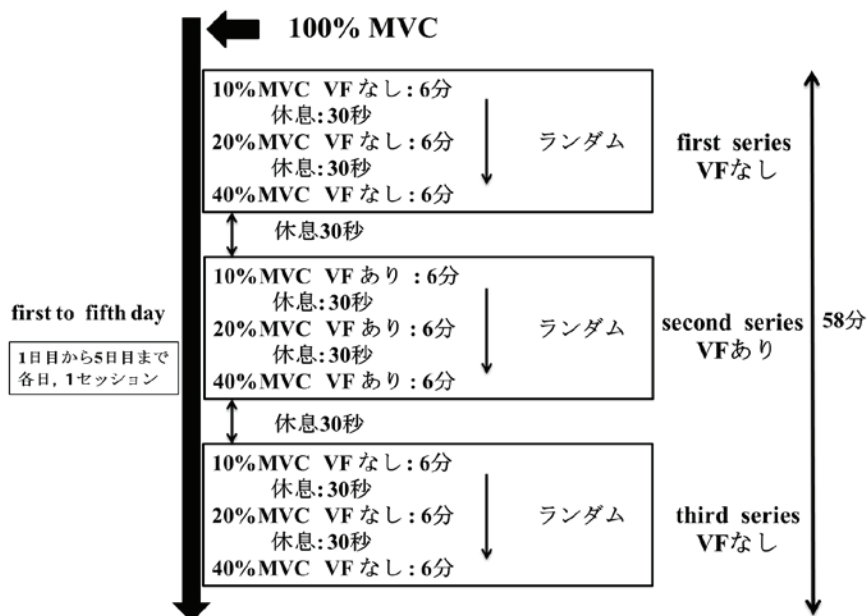 100% MVC
10%MVC VFなし:6分
休息:30秒
20%MVC VFなし:6分
休息:30秒
40%MVC VFなし:6分
ランダム
first series
VFなし
休息30秒
10%MVC VFあり :6分
休息:30秒
20%MVC VFあり:6分
休息:30秒
40%MVC VFあり:6分
ランダム
second series
VFあり
58分
first to fifth day
1日目から5日目まで
各日, 1セッション
休息30秒
10%MVC VFなし:6分
休息:30秒
20%MVC VFなし:6分
休息:30秒
40%MVC VFなし:6分
ランダム
third series
VFなし